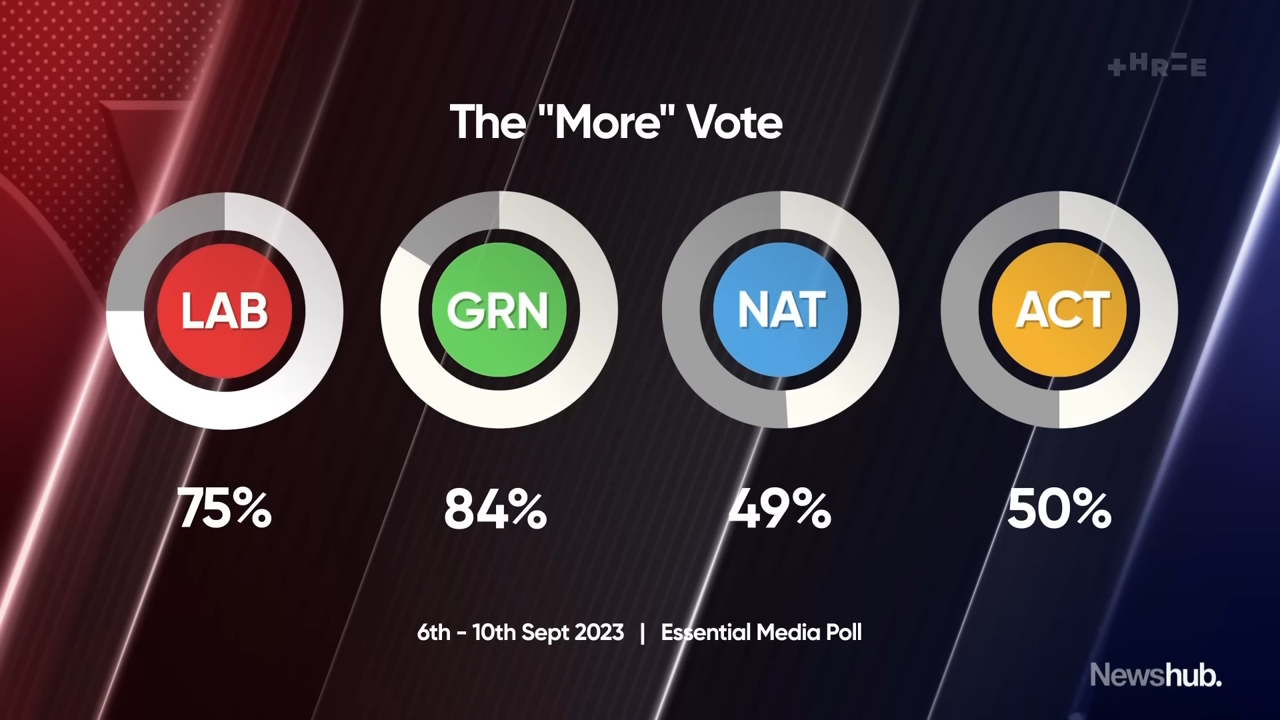 +HR=E
The "More" Vote
LAB
GRN
NAT
ACT
75%
84%
49%
50%
6th - 10th Sept 2023 | Essential Media Poll
Newshub.